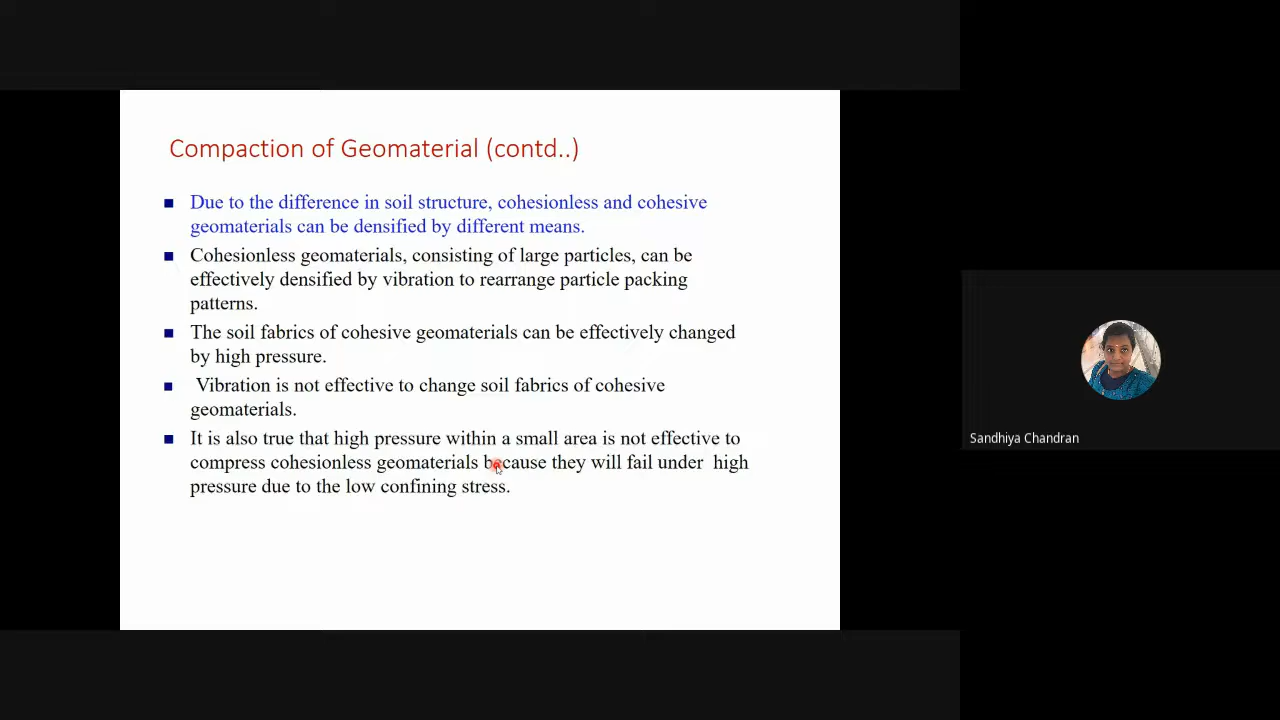 Compaction of Geomaterial (contd..)
Due to the difference in soil structure, cohesionless and cohesive
geomaterials can be densified by different means.
Cohesionless geomaterials, consisting of large particles, can be
effectively densified by vibration to rearrange particle packing
patterns.
The soil fabrics of cohesive geomaterials can be effectively changed
by high pressure.
Vibration is not effective to change soil fabrics of cohesive
geomaterials.
It is also true that high pressure within a small area is not effective to
compress cohesionless geomaterials because they will fail under high
pressure due to the low confining stress.
Sandhiya Chandran